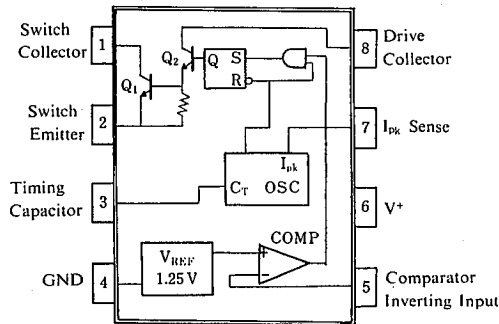 Switch
Collector
1
Q₁
Q₂
Q
S
R
8
Drive
Collector
Switch
Emitter
2
7
Ipk Sense
Ipk
CT OSC
Timing
Capacitor
3
6
V⁺
COMP
+
−
GND
4
VREF
1.25 V
5
Comparator
Inverting Input